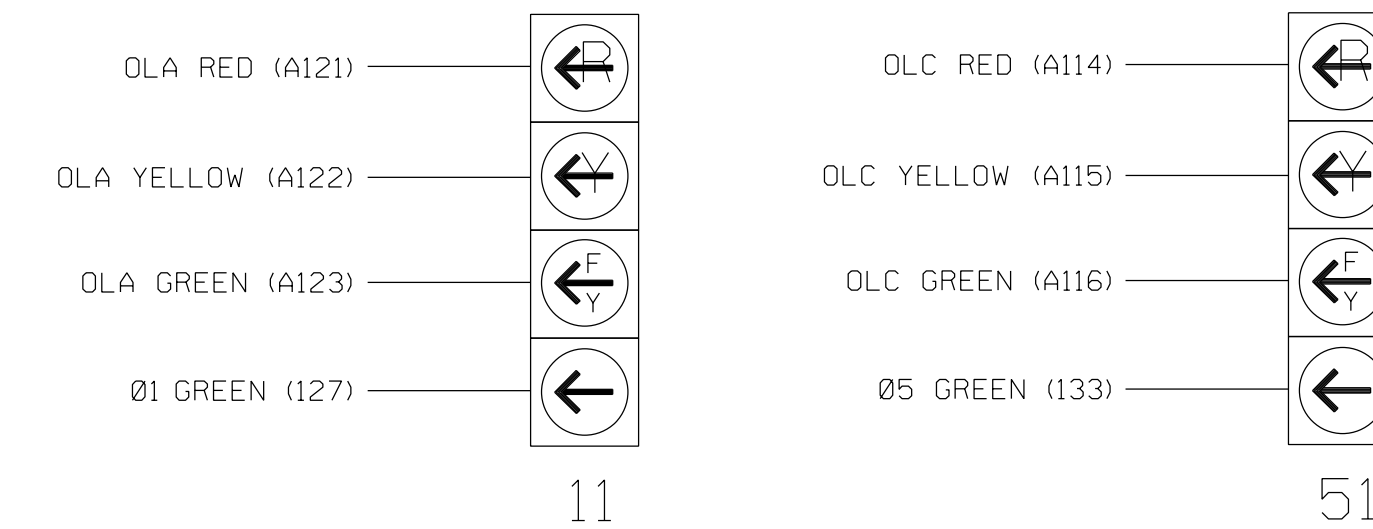 OLA RED (A121)
R
OLA YELLOW (A122)
Y
OLA GREEN (A123)
F
Y
Ø1 GREEN (127)
11
OLC RED (A114)
R
OLC YELLOW (A115)
Y
OLC GREEN (A116)
F
Y
Ø5 GREEN (133)
51